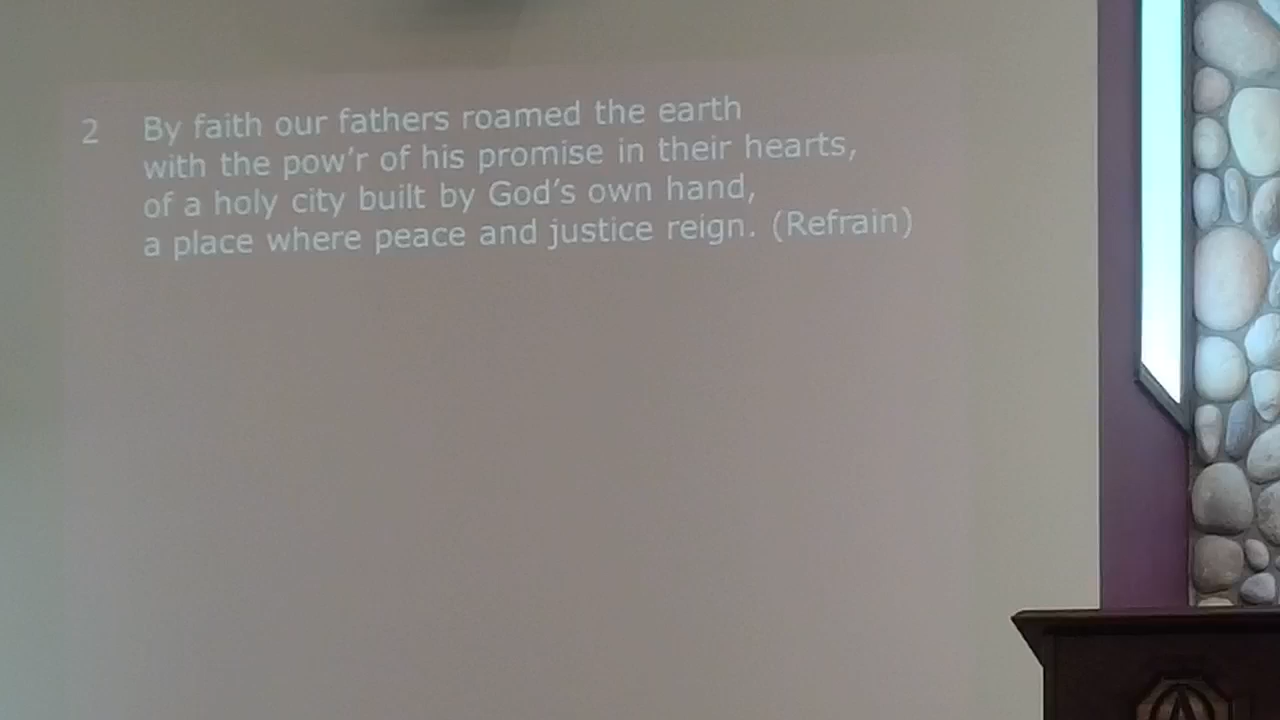 2 By faith our fathers roamed the earth
with the pow'r of his promise in their hearts,
of a holy city built by God's own hand,
a place where peace and justice reign. (Refrain)